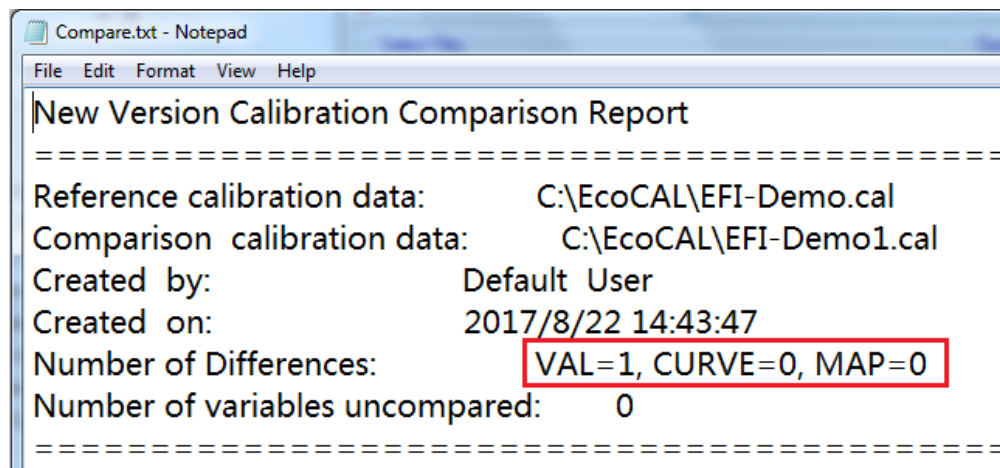 Compare.txt - Notepad
File Edit Format View Help
New Version Calibration Comparison Report
==========================================
Reference calibration data: C:\EcoCAL\EFI-Demo.cal
Comparison calibration data: C:\EcoCAL\EFI-Demo1.cal
Created by: Default User
Created on: 2017/8/22 14:43:47
Number of Differences: VAL=1, CURVE=0, MAP=0
Number of variables uncompared: 0
==========================================